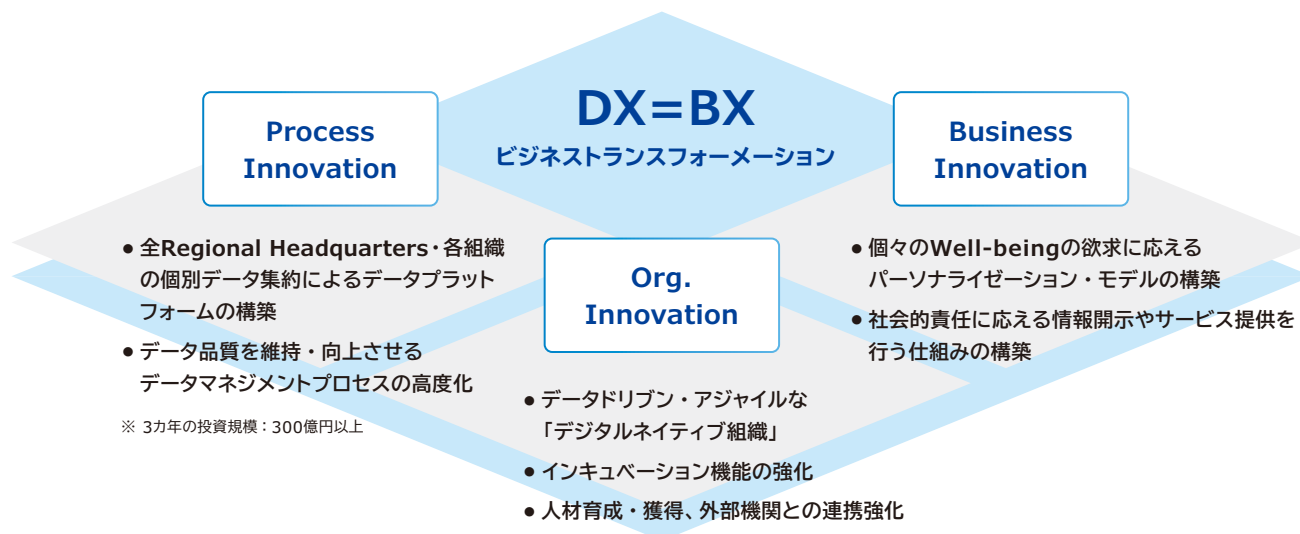 DX=BX
ビジネストランスフォーメーション
Process
Innovation
● 全Regional Headquarters・各組織
の個別データ集約によるデータプラット
フォームの構築
● データ品質を維持・向上させる
データマネジメントプロセスの高度化
※ 3カ年の投資規模：300億円以上
Org.
Innovation
● データドリブン・アジャイルな
「デジタルネイティブ組織」
● インキュベーション機能の強化
● 人材育成・獲得、外部機関との連携強化
Business
Innovation
● 個々のWell-beingの欲求に応える
パーソナライゼーション・モデルの構築
● 社会的責任に応える情報開示やサービス提供を
行う仕組みの構築